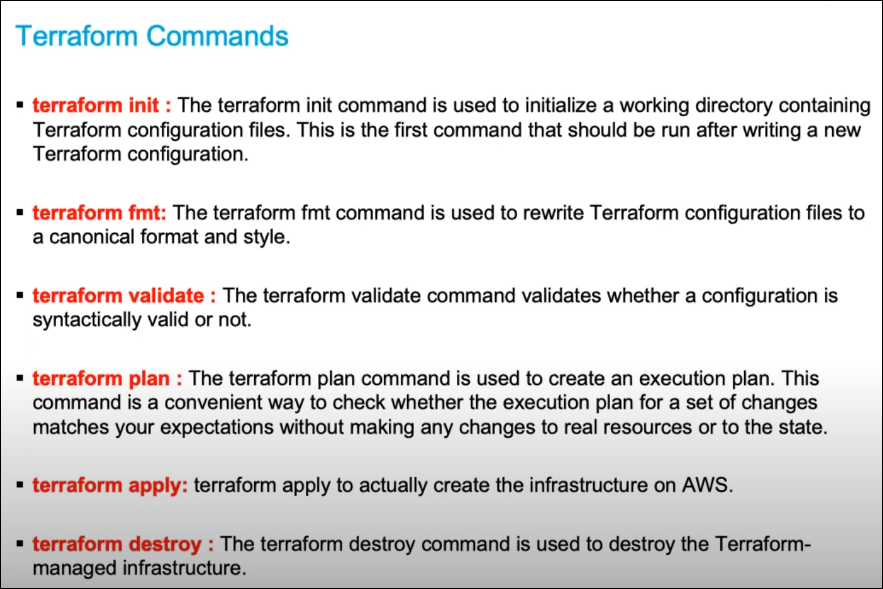 Terraform Commands
▪ terraform init : The terraform init command is used to initialize a working directory containing
Terraform configuration files. This is the first command that should be run after writing a new
Terraform configuration.
▪ terraform fmt: The terraform fmt command is used to rewrite Terraform configuration files to
a canonical format and style.
▪ terraform validate : The terraform validate command validates whether a configuration is
syntactically valid or not.
▪ terraform plan : The terraform plan command is used to create an execution plan. This
command is a convenient way to check whether the execution plan for a set of changes
matches your expectations without making any changes to real resources or to the state.
▪ terraform apply: terraform apply to actually create the infrastructure on AWS.
▪ terraform destroy : The terraform destroy command is used to destroy the Terraform-
managed infrastructure.